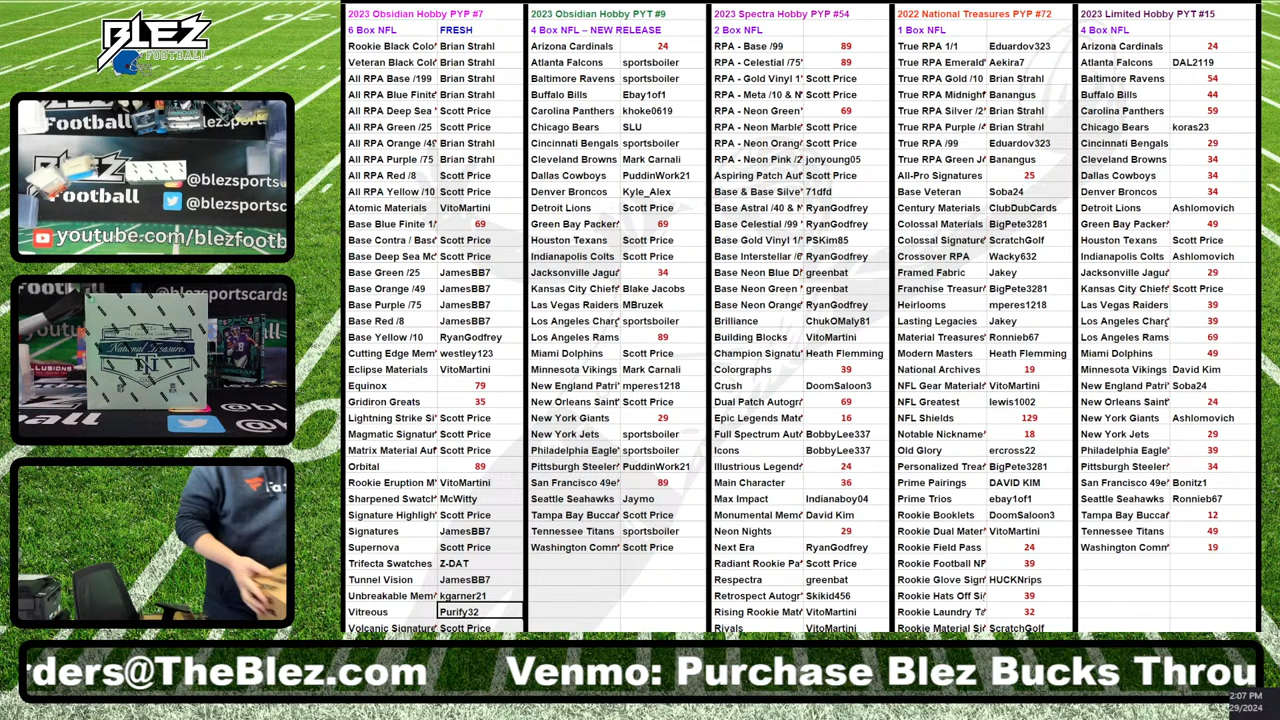 BLEZ
FOOTBALL
Football
BLEZ
@blezsports
Football
@blezsports
youtube.com/blezfootb
@blezsportscards
National Treasures
NT
ILLUSIONS
2023 Obsidian Hobby PYP #7
6 Box NFL FRESH
Rookie Black Colo Brian Strahl
Veteran Black Col Brian Strahl
All RPA Base /199 Brian Strahl
All RPA Blue Finite Brian Strahl
All RPA Deep Sea Scott Price
All RPA Green /25 Scott Price
All RPA Orange /49 Brian Strahl
All RPA Purple /75 Brian Strahl
All RPA Red /8 Scott Price
All RPA Yellow /10 Scott Price
Atomic Materials VitoMartini
Base Blue Finite 1/ 69
Base Contra / Base Scott Price
Base Deep Sea Mo Scott Price
Base Green /25 JamesBB7
Base Orange /49 JamesBB7
Base Purple /75 JamesBB7
Base Red /8 JamesBB7
Base Yellow /10 RyanGodfrey
Cutting Edge Mem westley123
Eclipse Materials VitoMartini
Equinox 79
Gridiron Greats 35
Lightning Strike Si Scott Price
Magmatic Signatur Scott Price
Matrix Material Aut Scott Price
Orbital 89
Rookie Eruption M VitoMartini
Sharpened Swatch McWitty
Signature Highligh Scott Price
Signatures JamesBB7
Supernova Scott Price
Trifecta Swatches Z-DAT
Tunnel Vision JamesBB7
Unbreakable Mem kgarner21
Vitreous Purify32
Volcanic Signature Scott Price
2023 Obsidian Hobby PYT #9
4 Box NFL – NEW RELEASE
Arizona Cardinals 24
Atlanta Falcons sportsboiler
Baltimore Ravens sportsboiler
Buffalo Bills Ebay1of1
Carolina Panthers khoke0619
Chicago Bears SLU
Cincinnati Bengals sportsboiler
Cleveland Browns Mark Carnali
Dallas Cowboys PuddinWork21
Denver Broncos Kyle_Alex
Detroit Lions Scott Price
Green Bay Packer 69
Houston Texans Scott Price
Indianapolis Colts Scott Price
Jacksonville Jagu 34
Kansas City Chiefs Blake Jacobs
Las Vegas Raiders MBruzek
Los Angeles Charg sportsboiler
Los Angeles Rams 89
Miami Dolphins Scott Price
Minnesota Vikings Mark Carnali
New England Patri mperes1218
New Orleans Saint Scott Price
New York Giants 29
New York Jets sportsboiler
Philadelphia Eagle sportsboiler
Pittsburgh Steeler PuddinWork21
San Francisco 49e 89
Seattle Seahawks Jaymo
Tampa Bay Buccar Scott Price
Tennessee Titans sportsboiler
Washington Comm Scott Price
2023 Spectra Hobby PYP #54
2 Box NFL
RPA - Base /99 89
RPA - Celestial /75 89
RPA - Gold Vinyl 1 Scott Price
RPA - Meta /10 & N Scott Price
RPA - Neon Green 69
RPA - Neon Marble Scott Price
RPA - Neon Orang Scott Price
RPA - Neon Pink /2 jonyoung05
Aspiring Patch Aut Scott Price
Base & Base Silve 71dfd
Base Astral /40 & N RyanGodfrey
Base Celestial /99 RyanGodfrey
Base Gold Vinyl 1/ PSKim85
Base Interstellar /6 RyanGodfrey
Base Neon Blue D greenbat
Base Neon Green greenbat
Base Neon Orange RyanGodfrey
Brilliance ChukOMaly81
Building Blocks VitoMartini
Champion Signatu Heath Flemming
Colorgraphs 39
Crush DoomSaloon3
Dual Patch Autogr 69
Epic Legends Mate 16
Full Spectrum Aut BobbyLee337
Icons BobbyLee337
Illustrious Legend 24
Main Character 36
Max Impact Indianaboy04
Monumental Mem David Kim
Neon Nights 29
Next Era RyanGodfrey
Radiant Rookie Pa Scott Price
Respectra greenbat
Retrospect Autogr Skikid456
Rising Rookie Mat VitoMartini
Rivals VitoMartini
2022 National Treasures PYP #72
1 Box NFL
True RPA 1/1 Eduardov323
True RPA Emerald Aekira7
True RPA Gold /10 Brian Strahl
True RPA Midnigh Banangus
True RPA Silver /2 Brian Strahl
True RPA Purple / Brian Strahl
True RPA /99 Eduardov323
True RPA Green J/ Banangus
All-Pro Signatures 25
Base Veteran Soba24
Century Materials ClubDubCards
Colossal Materials BigPete3281
Colossal Signature ScratchGolf
Crossover RPA Wacky632
Framed Fabric Jakey
Franchise Treasur BigPete3281
Heirlooms mperes1218
Lasting Legacies Jakey
Material Treasures Ronnieb67
Modern Masters Heath Flemming
National Archives 19
NFL Gear Material VitoMartini
NFL Greatest lewis1002
NFL Shields 129
Notable Nickname 18
Old Glory ercross22
Personalized Trea BigPete3281
Prime Pairings DAVID KIM
Prime Trios ebay1of1
Rookie Booklets DoomSaloon3
Rookie Dual Mater VitoMartini
Rookie Field Pass 24
Rookie Football N 39
Rookie Glove Sign HUCKNrips
Rookie Hats Off Si 39
Rookie Laundry T 32
Rookie Material Si ScratchGolf
2023 Limited Hobby PYT #15
4 Box NFL
Arizona Cardinals 24
Atlanta Falcons DAL2119
Baltimore Ravens 54
Buffalo Bills 44
Carolina Panthers 59
Chicago Bears koras23
Cincinnati Bengals 29
Cleveland Browns 34
Dallas Cowboys 34
Denver Broncos 34
Detroit Lions Ashlomovich
Green Bay Packer 49
Houston Texans Scott Price
Indianapolis Colts Scott Price
Jacksonville Jagu 29
Kansas City Chiefs Scott Price
Las Vegas Raiders 39
Los Angeles Charg 39
Los Angeles Rams 69
Miami Dolphins 49
Minnesota Vikings David Kim
New England Patri Soba24
New Orleans Saint 24
New York Giants Ashlomovich
New York Jets 29
Philadelphia Eagle 39
Pittsburgh Steeler 34
San Francisco 49e Bonitz1
Seattle Seahawks Ronnieb67
Tampa Bay Buccar 12
Tennessee Titans 49
Washington Comm 19
rders@TheBlez.com Venmo: Purchase Blez Bucks Throu
2:07 PM
/29/2024